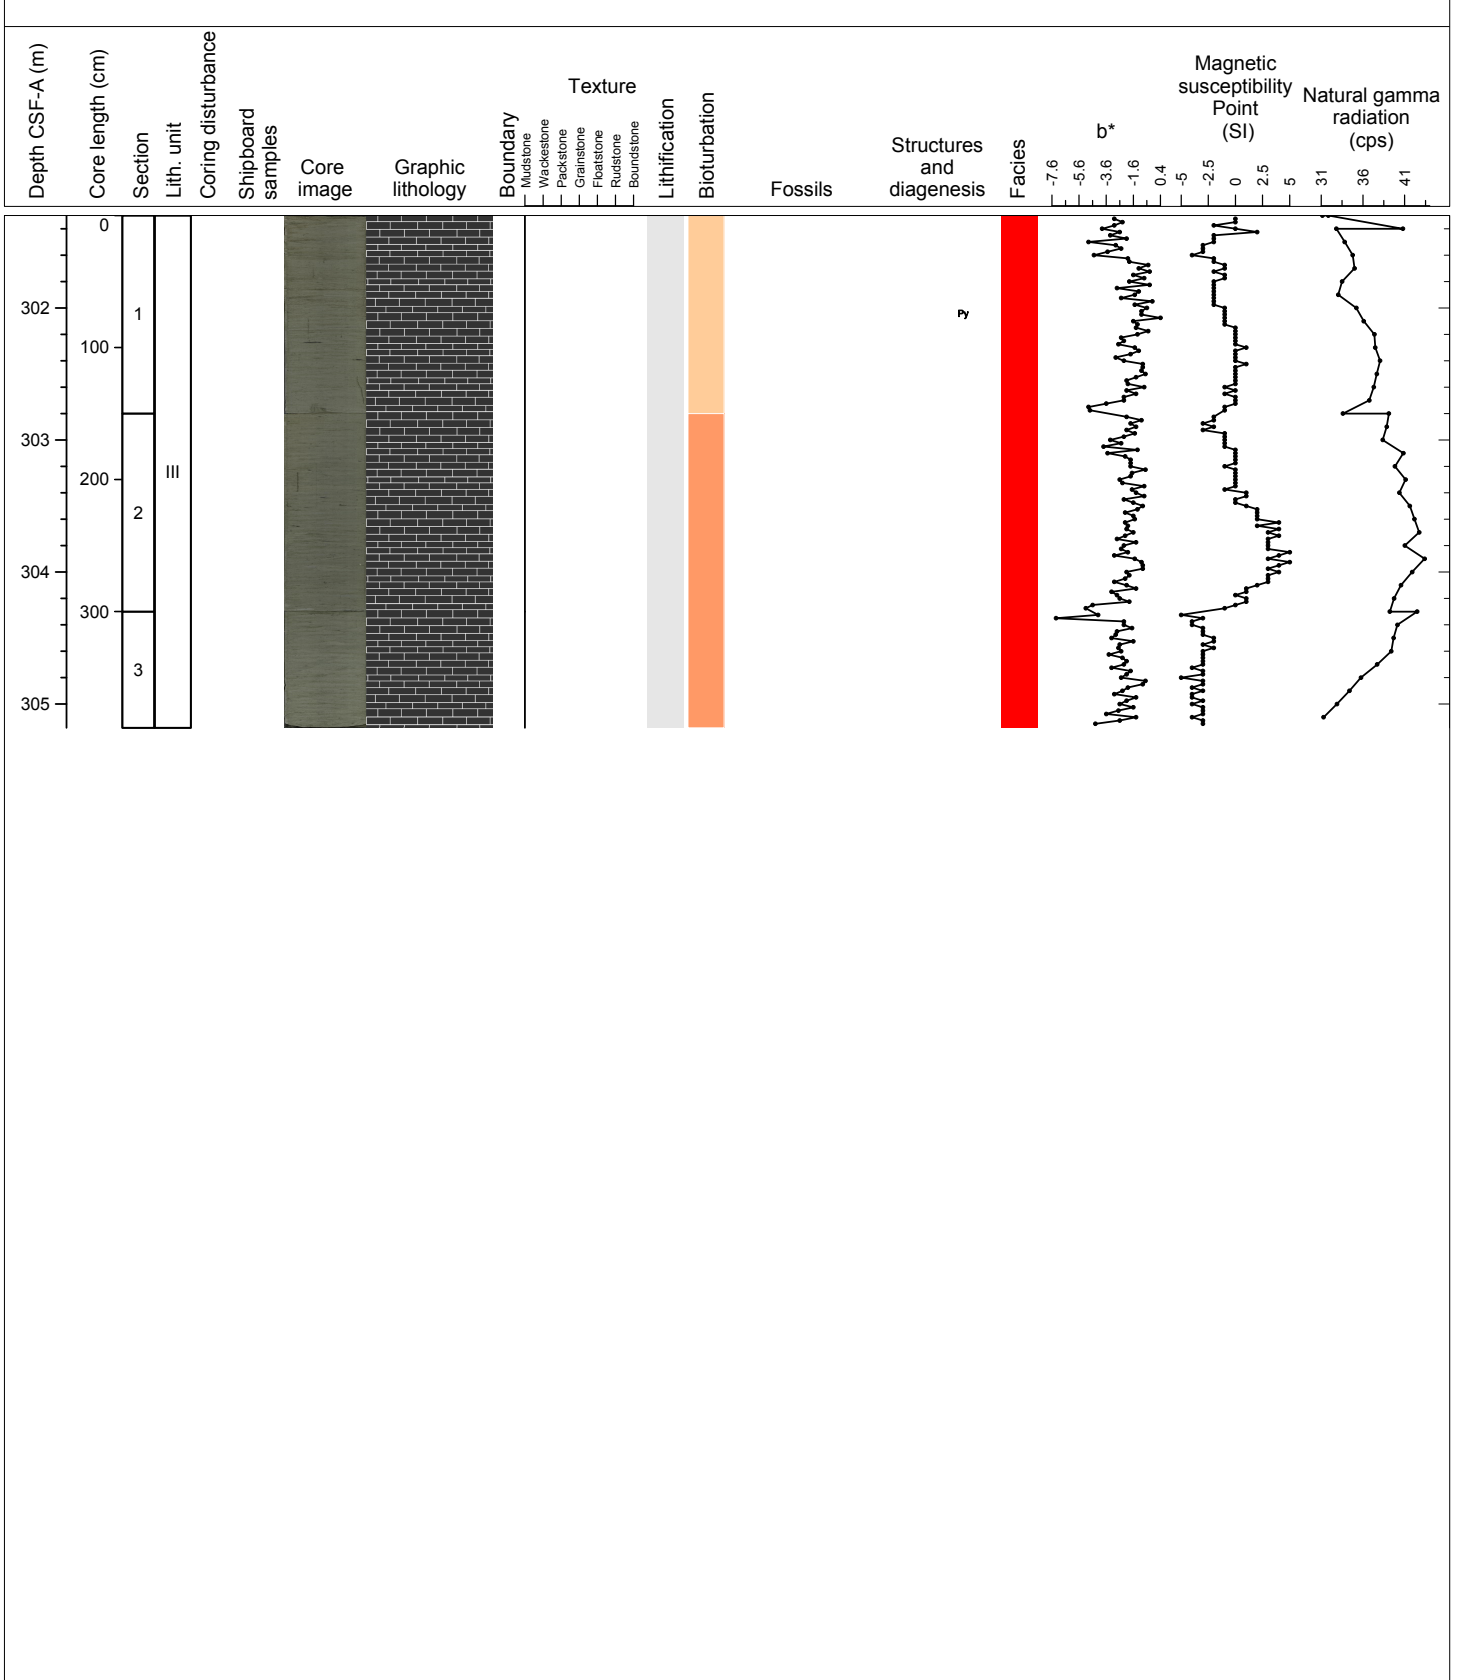 Depth CSF-A (m)
Core length (cm)
Section
Lith. unit
Coring disturbance
Shipboard
samples
Core
image
Graphic
lithology
Boundary
Texture
Mudstone
Wackestone
Packstone
Grainstone
Floatstone
Rudstone
Boundstone
Lithification
Bioturbation
Fossils
Structures
and
diagenesis
Facies
b*
-7.6
-5.6
-3.6
-1.6
0.4
Magnetic
susceptibility
Point
(SI)
-5
-2.5
0
2.5
5
Natural gamma
radiation
(cps)
31
36
41
0
302
1
Py
100
303
III
200
2
304
300
3
305